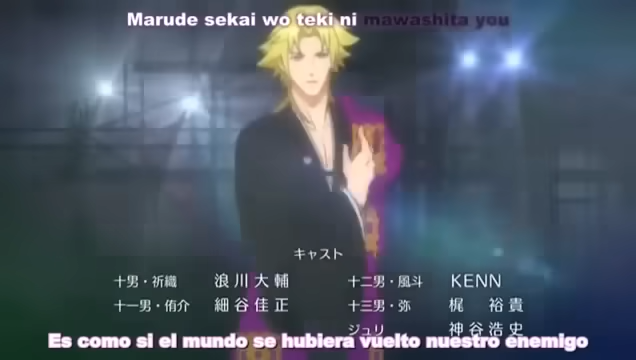 Marude sekai wo teki ni mawashita you
キャスト
十男・祈織 浪川大輔 十二男・風斗 KENN
十一男・侑介 細谷佳正 十三男・弥 梶 裕貴
ジュリ 神谷浩史
Es como si el mundo se hubiera vuelto nuestro enemigo